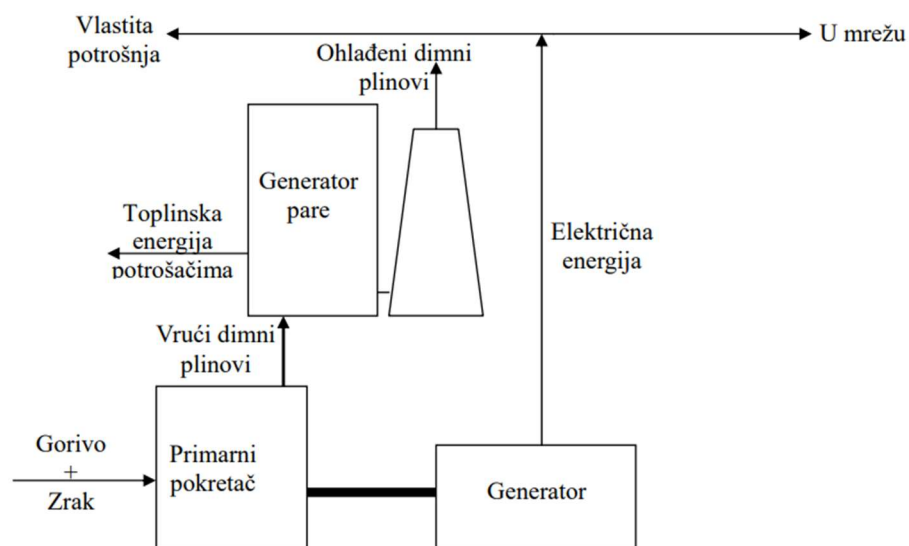 Vlastita
potrošnja
U mrežu
Ohlađeni dimni
plinovi
Generator
pare
Toplinska
energija
potrošačima
Električna
energija
Vrući dimni
plinovi
Gorivo
+
Zrak
Primarni
pokretač
Generator